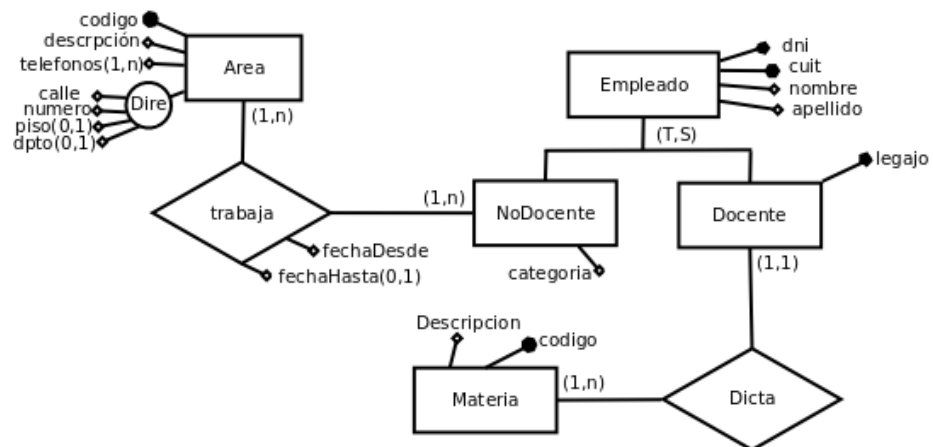 codigo
descrpción
telefonos(1,n)
Area
calle
numero
piso(0,1)
dpto(0,1)
Dire
(1,n)
Empleado
dni
cuit
nombre
apellido
(T,S)
legajo
trabaja
(1,n)
NoDocente
Docente
fechaDesde
fechaHasta(0,1)
categoria
(1,1)
Descripcion
codigo
Materia
(1,n)
Dicta